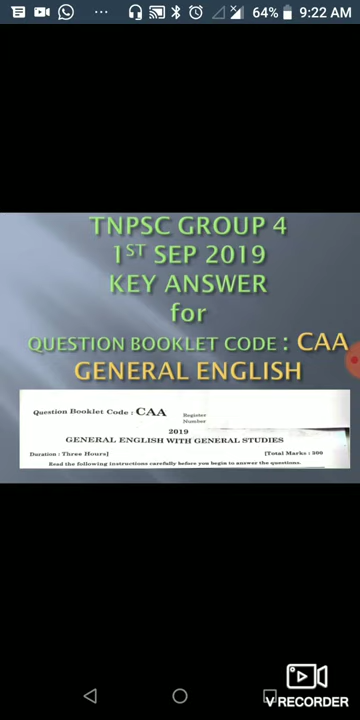 64% 9:22 AM
TNPSC GROUP 4
1ST SEP 2019
KEY ANSWER
for
QUESTION BOOKLET CODE : CAA
GENERAL ENGLISH
Question Booklet Code : CAA
Register
Number
2019
GENERAL ENGLISH WITH GENERAL STUDIES
Duration : Three Hours]
[Total Marks : 300
Read the following instructions carefully before you begin to answer the questions.
V RECORDER